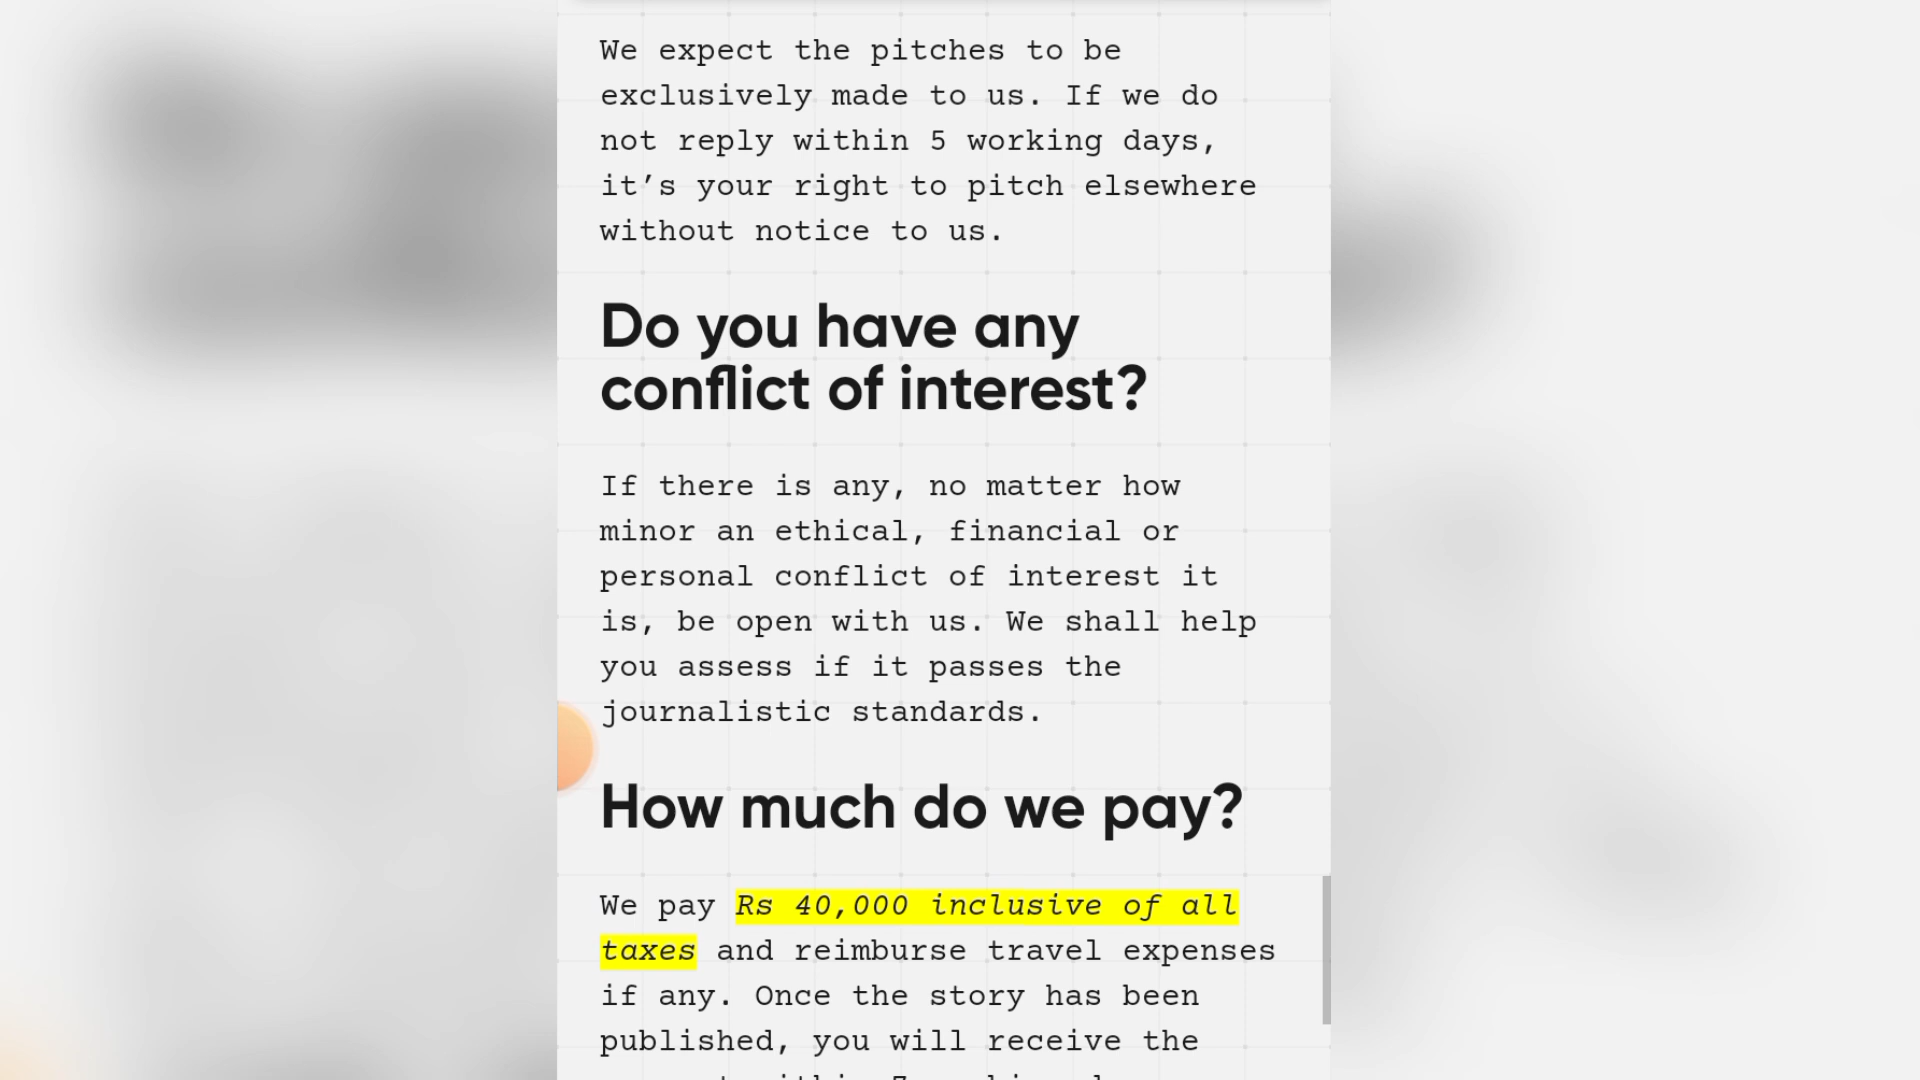 We expect the pitches to be
exclusively made to us. If we do
not reply within 5 working days,
it’s your right to pitch elsewhere
without notice to us.
Do you have any
conflict of interest?
If there is any, no matter how
minor an ethical, financial or
personal conflict of interest it
is, be open with us. We shall help
you assess if it passes the
journalistic standards.
How much do we pay?
We pay Rs 40,000 inclusive of all
taxes and reimburse travel expenses
if any. Once the story has been
published, you will receive the